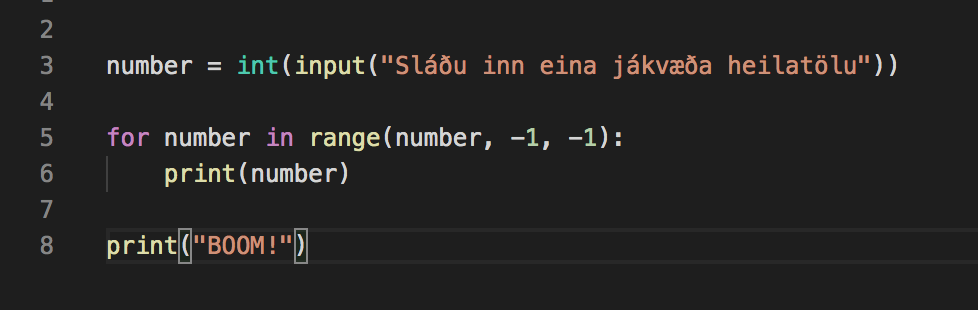 2
3 number = int(input("Sláðu inn eina jákvæða heilatölu"))
4
5 for number in range(number, -1, -1):
6     print(number)
7
8 print("BOOM!")